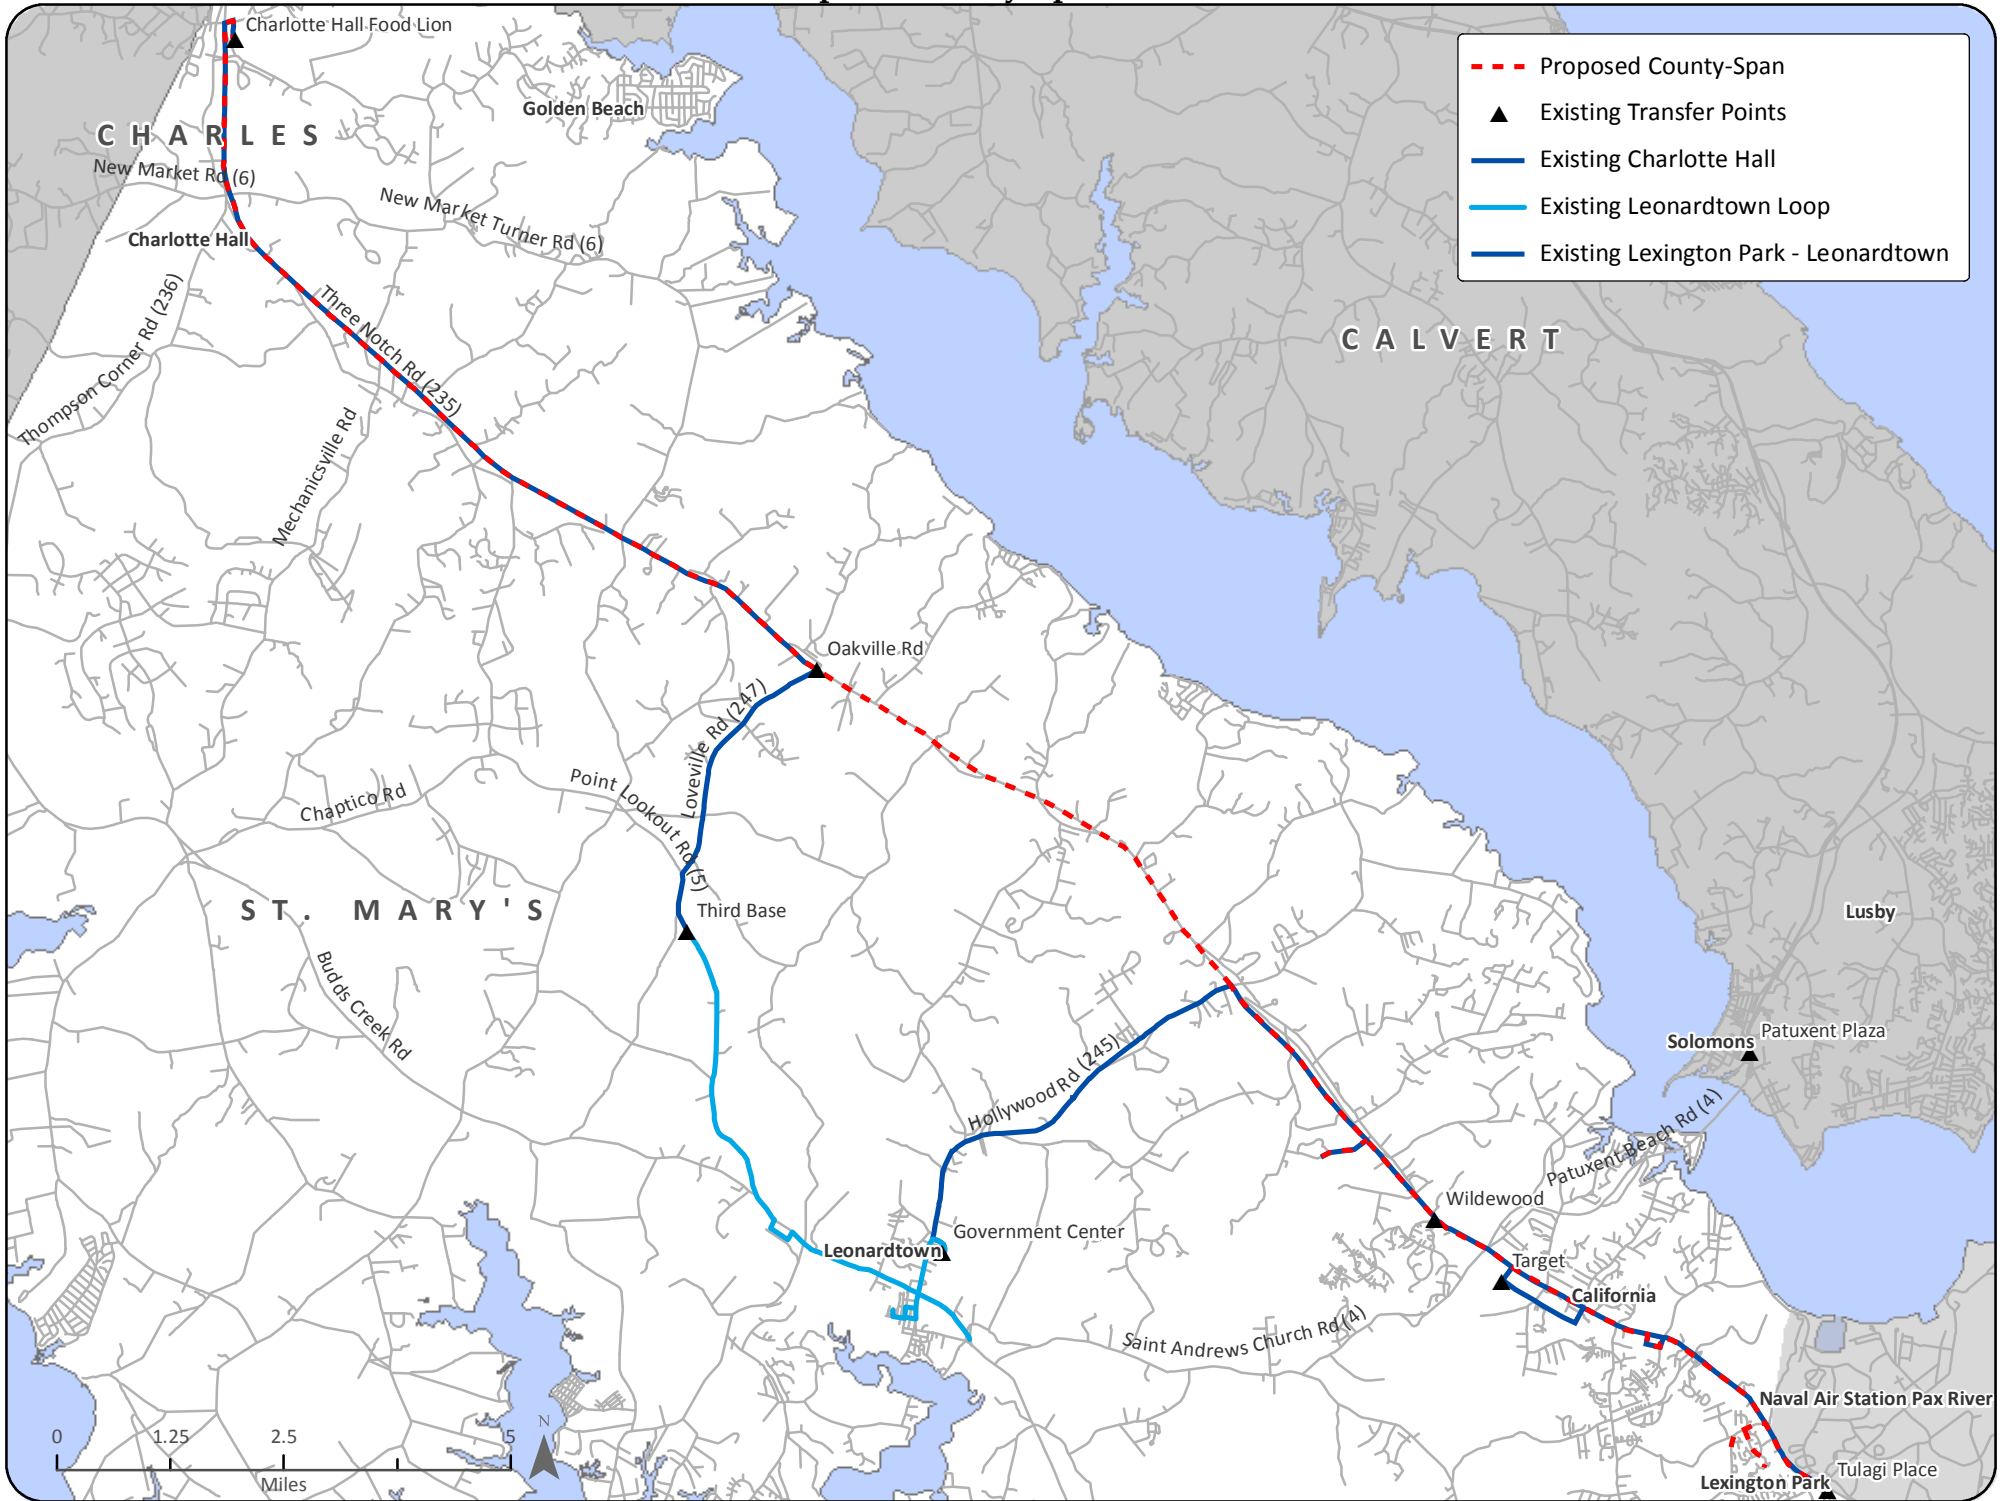 Charlotte Hall Food Lion
Golden Beach
CHARLES
New Market Rd (6)
New Market Turner Rd (6)
Charlotte Hall
Thompson Corner Rd (236)
Three Notch Rd (235)
Mechanicsville Rd
Proposed County-Span
Existing Transfer Points
Existing Charlotte Hall
Existing Leonardtown Loop
Existing Lexington Park - Leonardtown
CALVERT
Oakville Rd
Loveville Rd (247)
Point Lookout Rd (5)
Chaptico Rd
ST. MARY'S
Third Base
Buds Creek Rd
Lusby
Solomons
Patuxent Plaza
Hollywood Rd (245)
Patuxent Beach Rd (4)
Wildewood
Government Center
Leonardtown
Target
California
Saint Andrews Church Rd (4)
Naval Air Station Pax River
Lexington Park
Tulagi Place
N
0 1.25 2.5 5
Miles